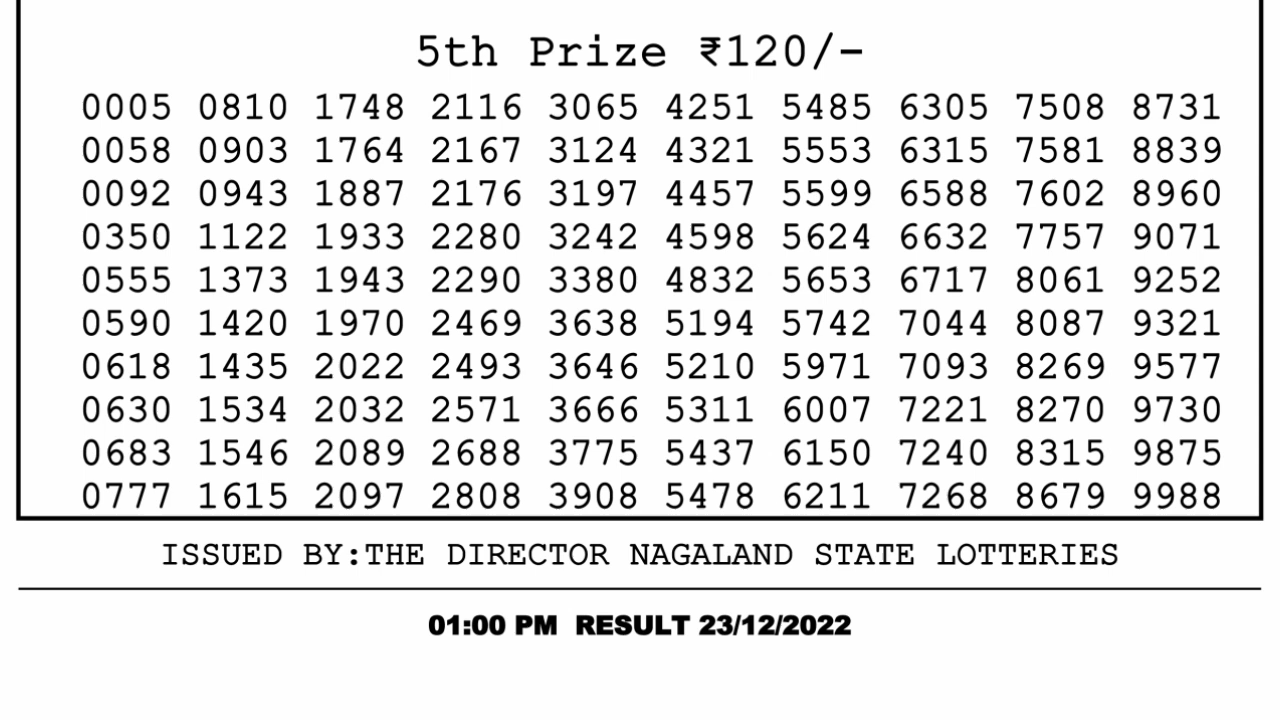 5th Prize ₹120/-
0005 0810 1748 2116 3065 4251 5485 6305 7508 8731
0058 0903 1764 2167 3124 4321 5553 6315 7581 8839
0092 0943 1887 2176 3197 4457 5599 6588 7602 8960
0350 1122 1933 2280 3242 4598 5624 6632 7757 9071
0555 1373 1943 2290 3380 4832 5653 6717 8061 9252
0590 1420 1970 2469 3638 5194 5742 7044 8087 9321
0618 1435 2022 2493 3646 5210 5971 7093 8269 9577
0630 1534 2032 2571 3666 5311 6007 7221 8270 9730
0683 1546 2089 2688 3775 5437 6150 7240 8315 9875
0777 1615 2097 2808 3908 5478 6211 7268 8679 9988
ISSUED BY:THE DIRECTOR NAGALAND STATE LOTTERIES
01:00 PM RESULT 23/12/2022